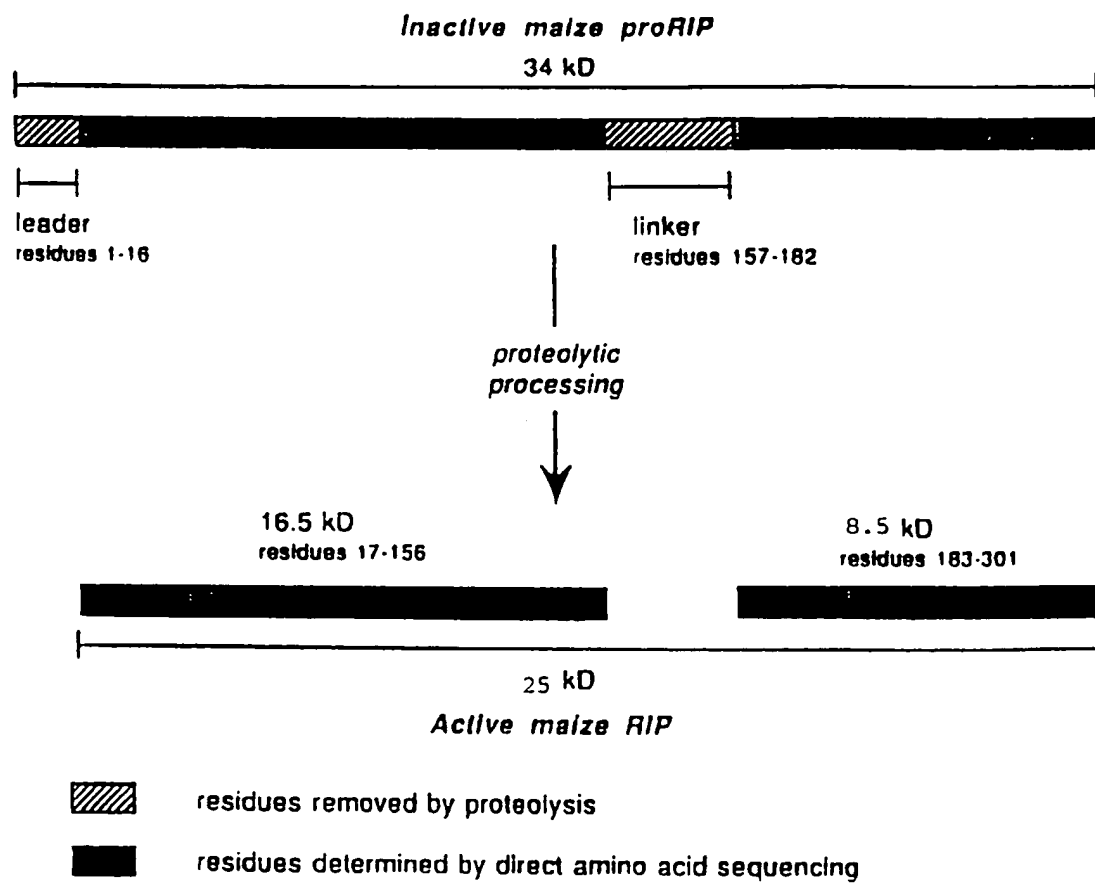 Inactive maize proRIP
34 kD
leader
residues 1-16
linker
residues 157-182
proteolytic
processing
16.5 kD
residues 17-156
8.5 kD
residues 183-301
25 kD
Active maize RIP
residues removed by proteolysis
residues determined by direct amino acid sequencing